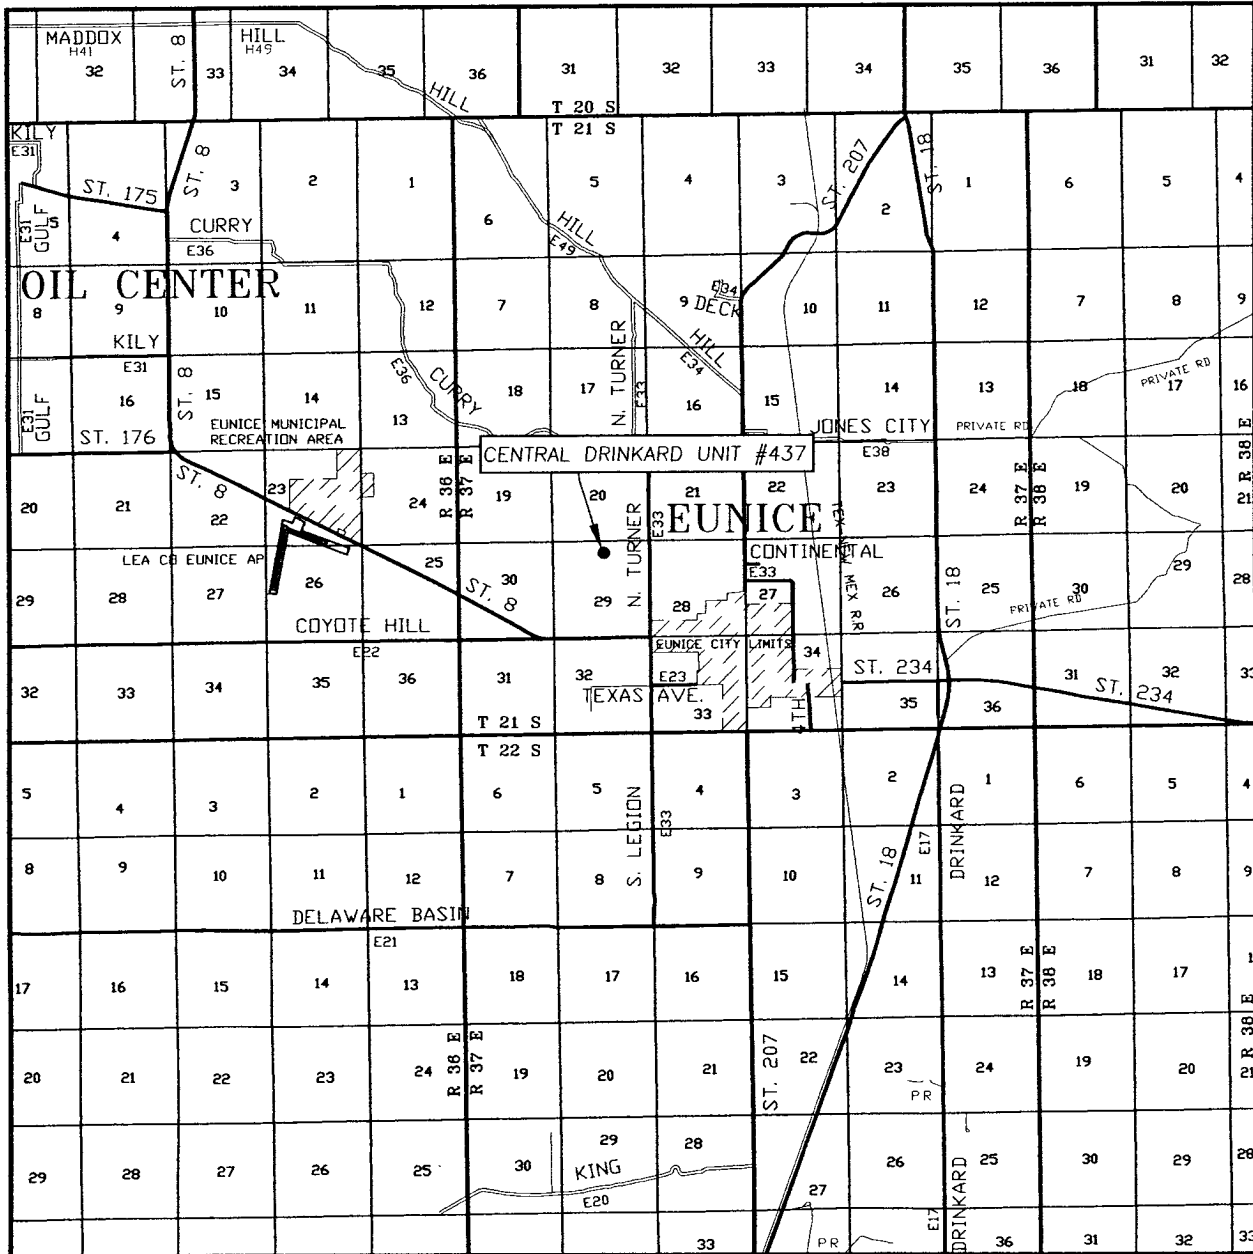 MADDOX
H41
ST. 8
HILL
H49
32 33 34 35 36 31 32 33 34 35 36 31 32
HILL
T 20 S
T 21 S
KILY
E31
ST. 175
ST. 8
ST. 207
ST. 18
3 2 1 5 4 3 1 6 5 4
6 2
E31
GULF
5
4
CURRY
E36
HILL
E49
OIL CENTER
E34
DECK
8 9 10 11 12 7 8 9 10 11 12 7 8 9
KILY
E31
N. TURNER
E33
HILL
E34
E36
CURRY
PRIVATE RD
E31
GULF
ST. 8
16 15 14 13 18 17 16 15 14 13 18 17 16
EUNICE MUNICIPAL
RECREATION AREA
JONES CITY
PRIVATE RD
E38
ST. 176
CENTRAL DRINKARD UNIT #437
R 36 E
R 37 E
R 37 E
R 38 E
R 38 E
ST. 8
20 21 22 23 24 19 20 21 22 23 24 19 20 21
EUNICE
E33
N. TURNER
TEX NEW MEX RR
LEA CO EUNICE AP
CONTINENTAL
E33
29 28 27 26 25 30 29 28 27 26 25 30 29 28
ST. 8
ST. 18
PRIVATE RD
COYOTE HILL
E22
EUNICE CITY LIMITS
34
ST. 234
ST. 234
32 33 34 35 36 31 32 33 35 36 31 32 33
E23
TEXAS AVE.
4TH
T 21 S
T 22 S
5 4 3 2 1 6 5 4 3 2 1 6 5 4
S. LEGION
E33
DRINKARD
E17
ST. 18
8 9 10 11 12 7 8 9 10 11 12 7 8 9
DELAWARE BASIN
E21
17 16 15 14 13 18 17 16 15 14 13 18 17 1
R 36 E
R 37 E
R 37 E
R 38 E
R 38 E
20 21 22 23 24 19 20 21 22 23 24 19 20 21
ST. 207
PR
29 28 27 26 25 30 29 28 27 26 25 30 29 28
KING
E20
DRINKARD
E17
33 PR 36 31 32 33